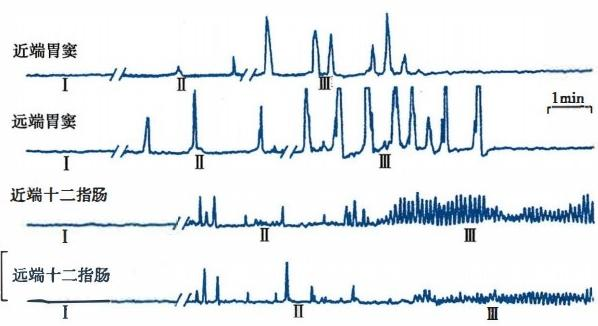 近端胃窦
Ⅰ Ⅱ Ⅲ
1min
远端胃窦
Ⅰ Ⅱ Ⅲ
近端十二指肠
Ⅰ Ⅱ Ⅲ
远端十二指肠
Ⅰ Ⅱ Ⅲ